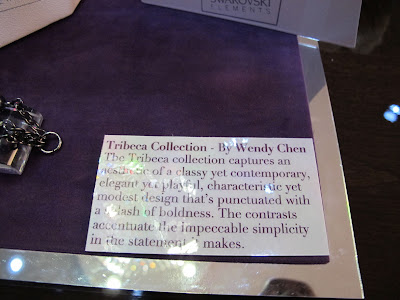 SWAROVSKI
ELEMENTS
Tribeca Collection - By Wendy Chen
The Tribeca collection captures an
aesthetic of a classy yet contemporary,
elegant yet playful, characteristic yet
modest design that's punctuated with
a splash of boldness. The contrasts
accentuate the impeccable simplicity
in the statement makes.